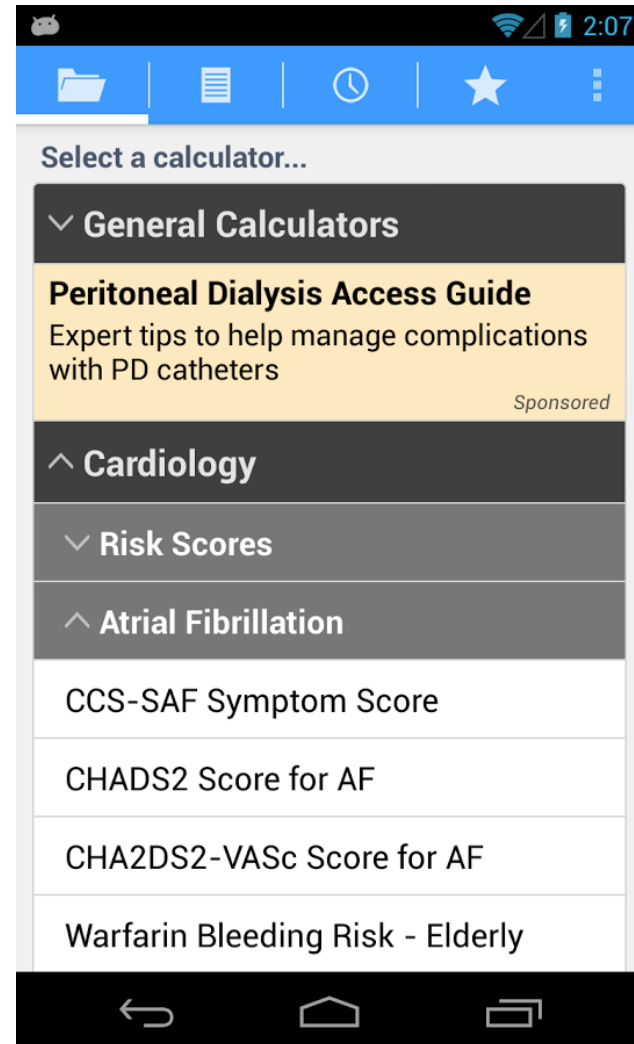 2:07
Select a calculator...
General Calculators
Peritoneal Dialysis Access Guide
Expert tips to help manage complications
with PD catheters
Sponsored
Cardiology
Risk Scores
Atrial Fibrillation
CCS-SAF Symptom Score
CHADS2 Score for AF
CHA2DS2-VASc Score for AF
Warfarin Bleeding Risk - Elderly